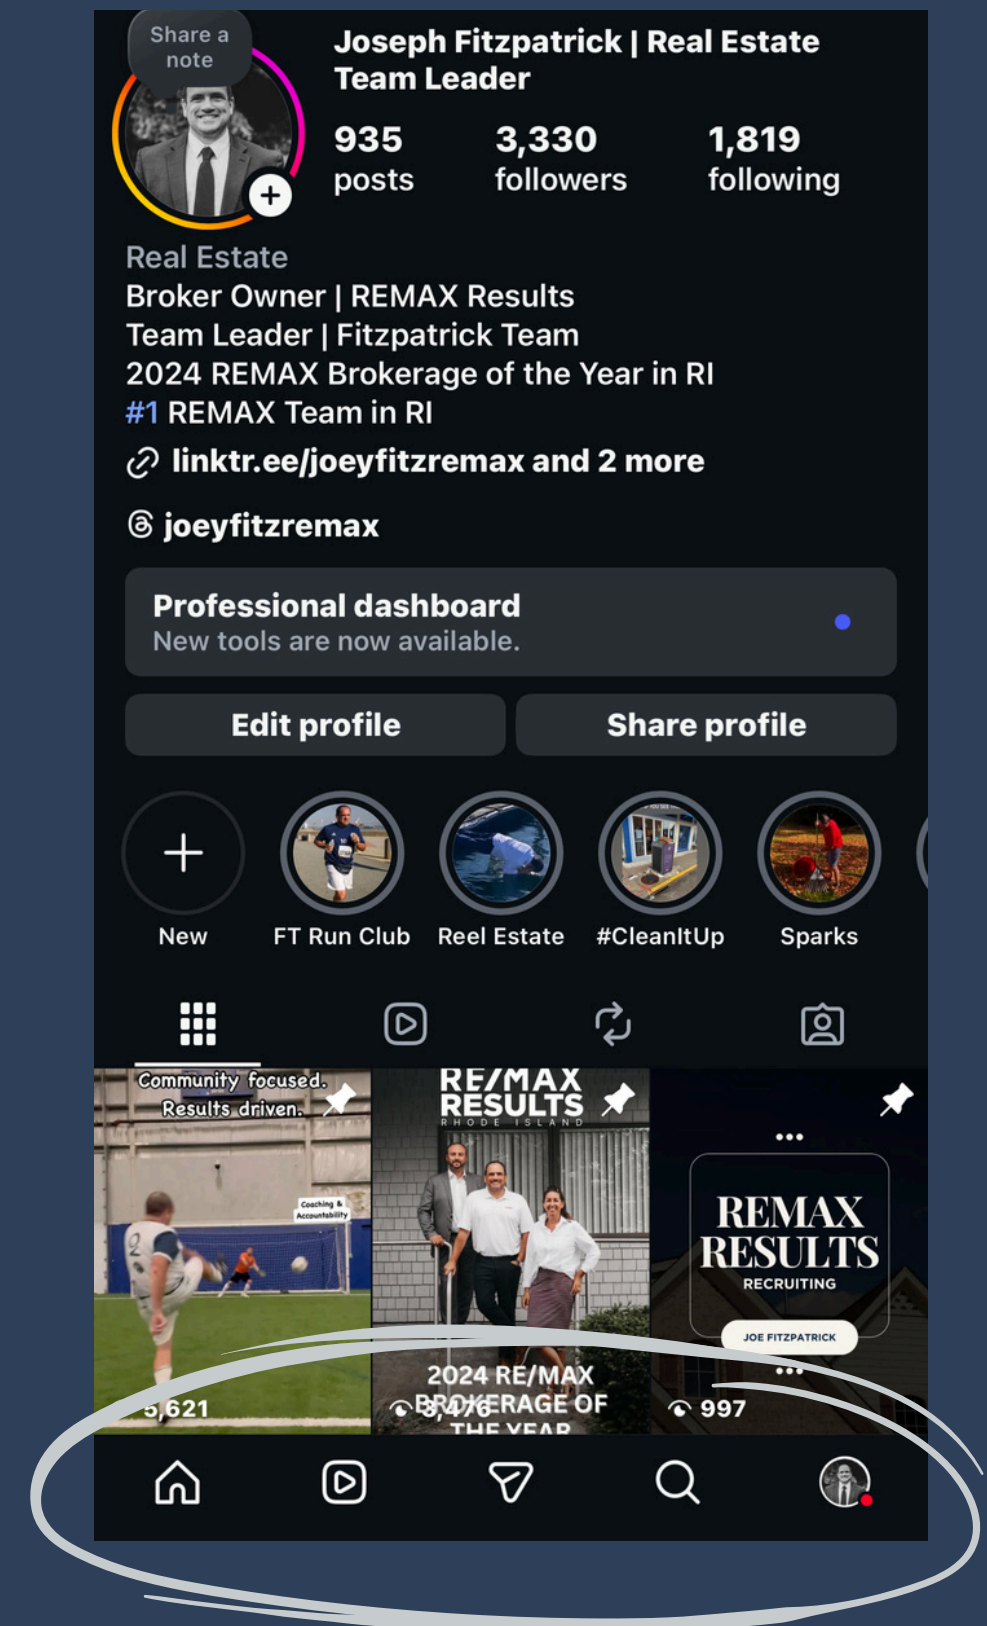 Share a
note
Joseph Fitzpatrick | Real Estate
Team Leader
935
3,330
1,819
posts
followers
following
Real Estate
Broker Owner | REMAX Results
Team Leader | Fitzpatrick Team
2024 REMAX Brokerage of the Year in RI
#1 REMAX Team in RI
linktr.ee/joeyfitzremax and 2 more
joeyfitzremax
Professional dashboard
New tools are now available.
Edit profile
Share profile
New
FT Run Club
Reel Estate
#CleanItUp
Sparks
Community focused.
Results driven.
Coaching &
Accountability
2
5,621
RE/MAX
RESULTS
RHODE ISLAND
2024 RE/MAX
BROKERAGE OF
THE YEAR
3,476
REMAX
RESULTS
RECRUITING
JOE FITZPATRICK
997